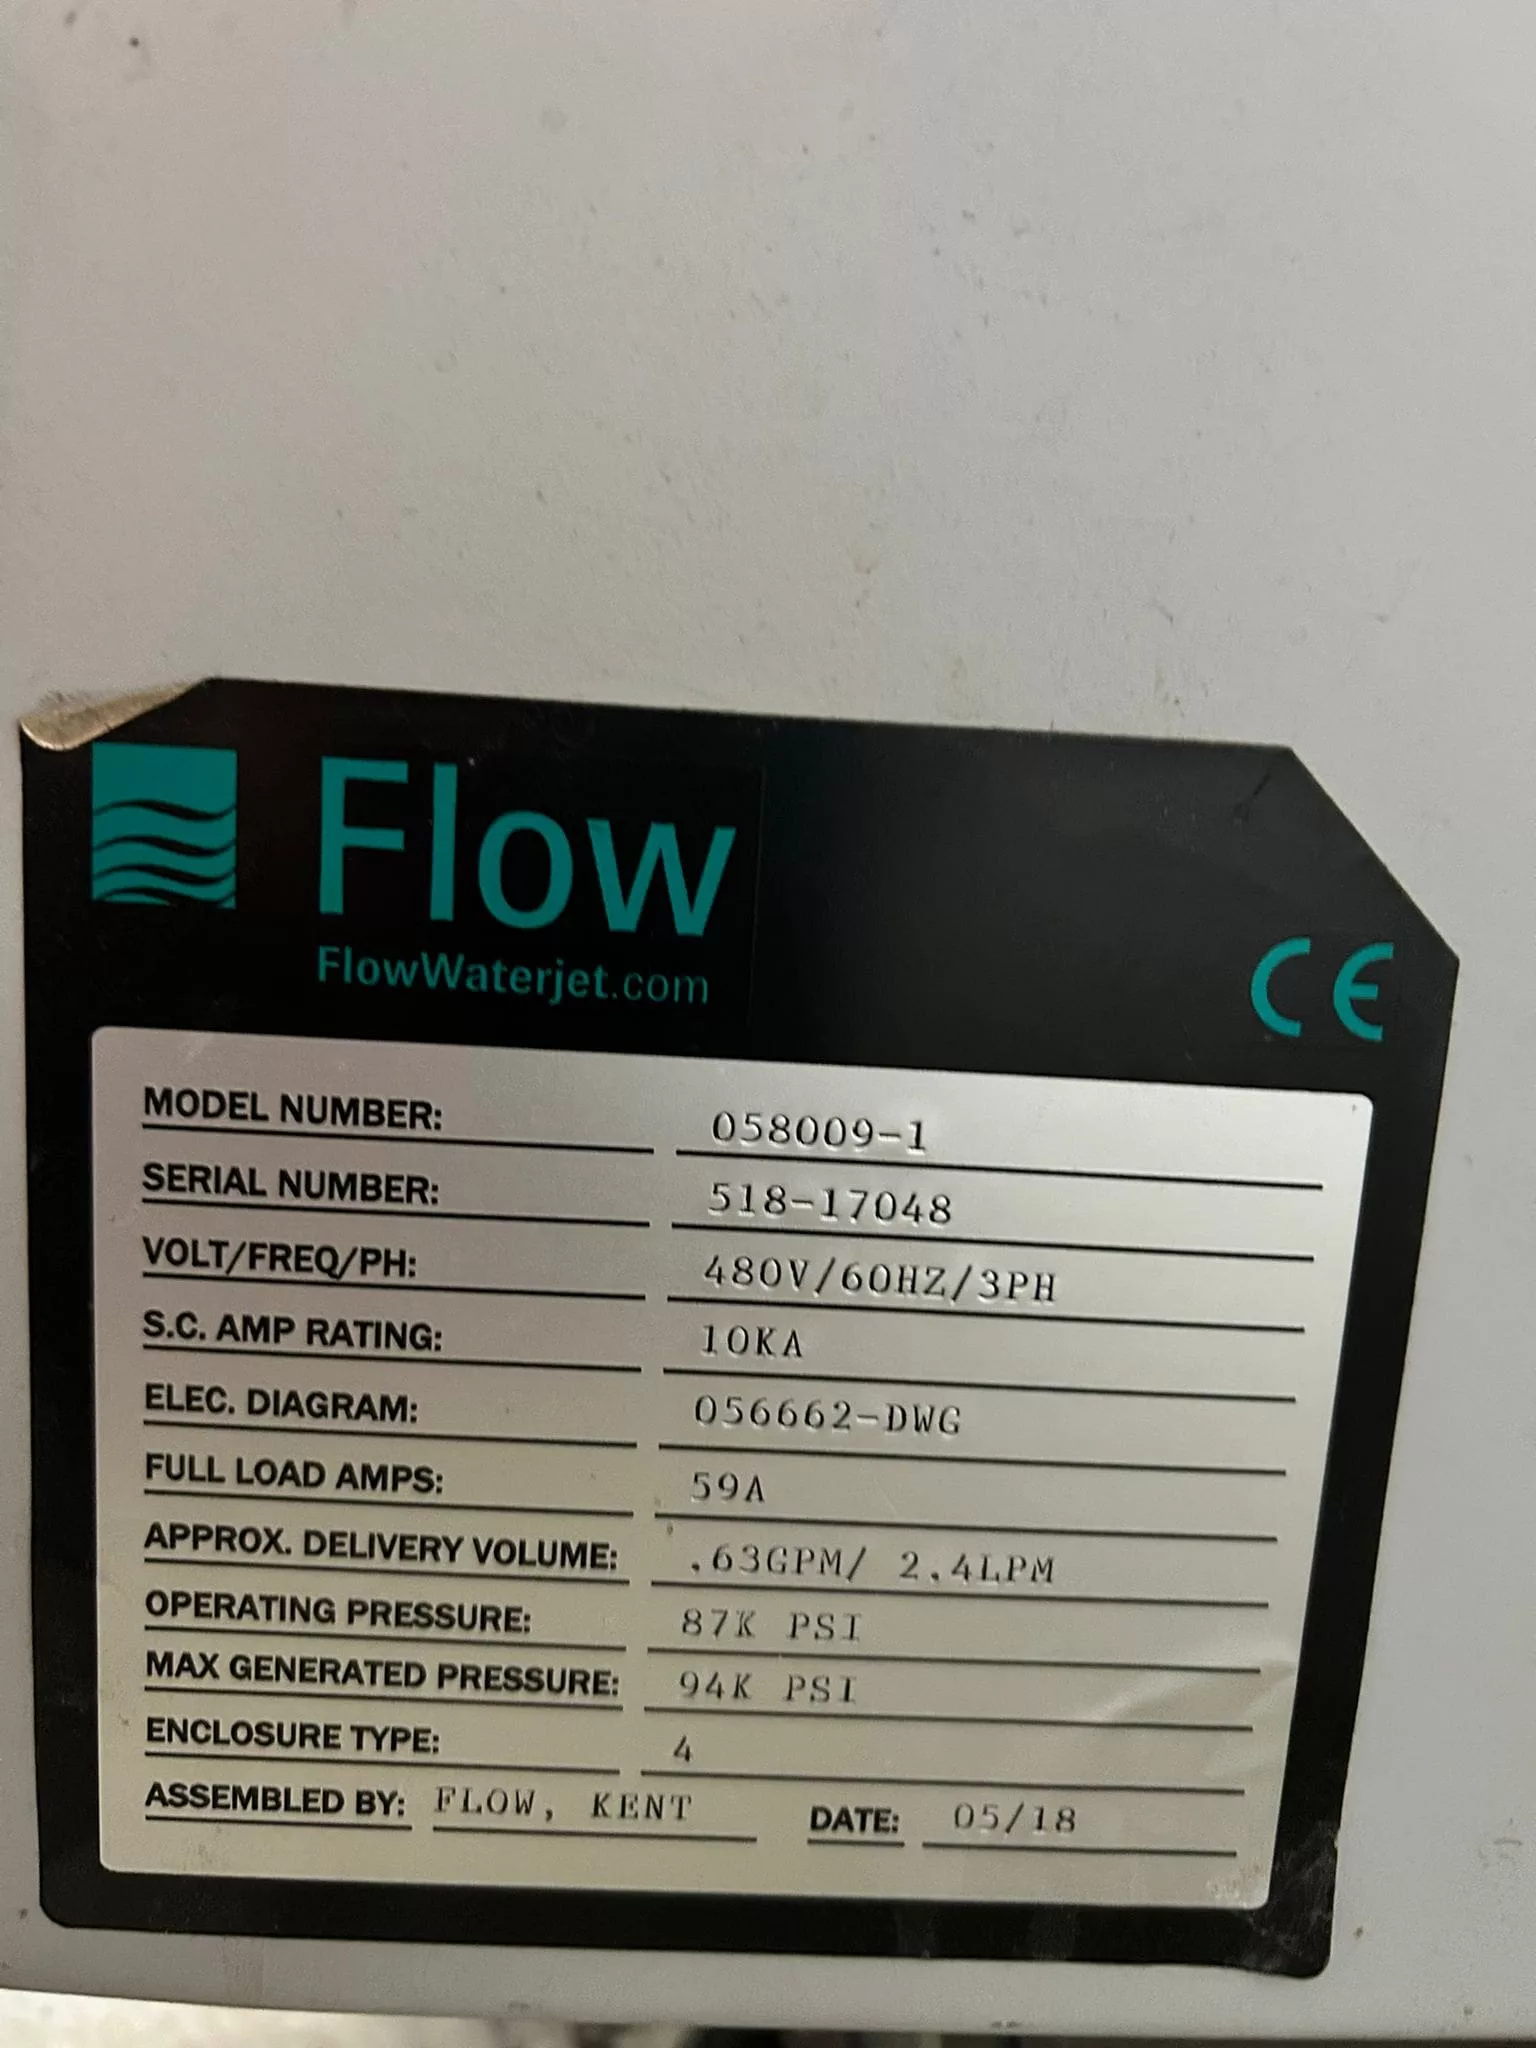 Flow
FlowWaterjet.com
CE
MODEL NUMBER: 058009-1
SERIAL NUMBER: 518-17048
VOLT/FREQ/PH: 480V/60HZ/3PH
S.C. AMP RATING: 10KA
ELEC. DIAGRAM: 056662-DWG
FULL LOAD AMPS: 59A
APPROX. DELIVERY VOLUME: .63GPM/ 2.4LPM
OPERATING PRESSURE: 87K PSI
MAX GENERATED PRESSURE: 94K PSI
ENCLOSURE TYPE: 4
ASSEMBLED BY: FLOW, KENT DATE: 05/18